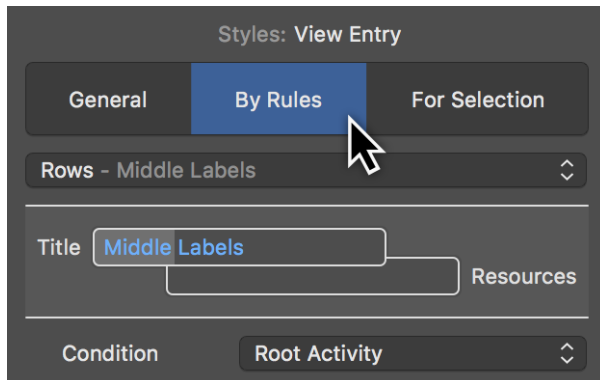 Styles: View Entry
General By Rules For Selection
Rows - Middle Labels
Title Middle Labels
Resources
Condition Root Activity